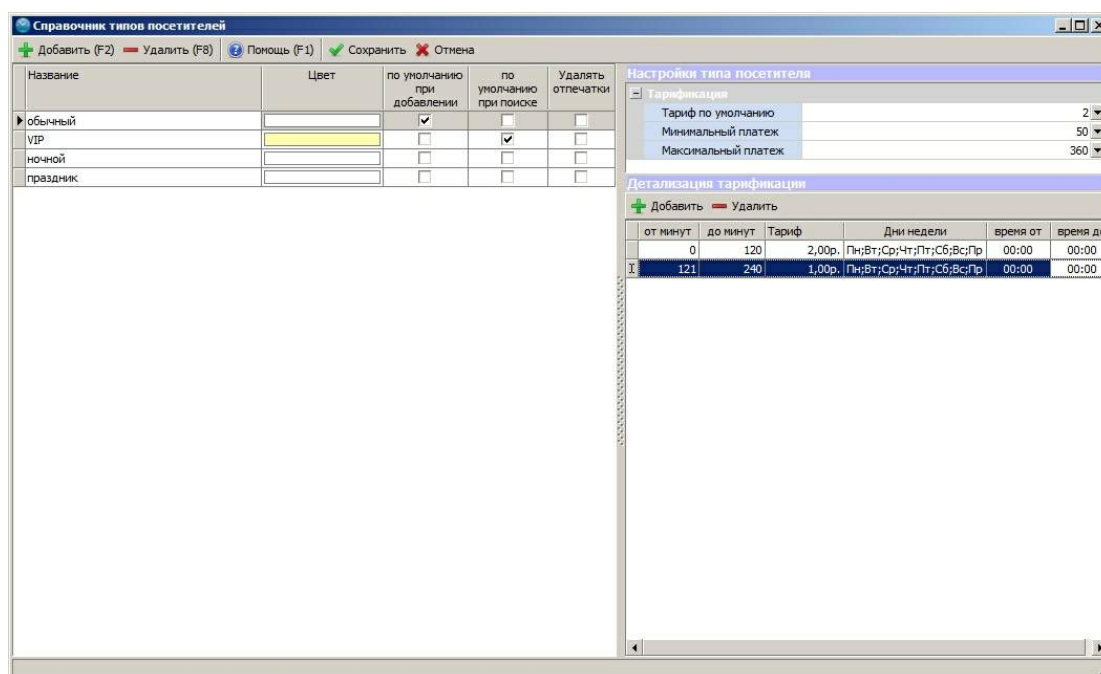 Справочник типов посетителей
Добавить (F2) Удалить (F8) Помощь (F1) Сохранить Отмена
Название Цвет по умолчанию при добавлении по умолчанию при поиске Удалять отпечатки
обычный
VIP
ночной
праздник
Настройки типа посетителя
Тарификация
Тариф по умолчанию 2
Минимальный платеж 50
Максимальный платеж 360
Детализация тарификации
Добавить Удалить
от минут до минут Тариф Дни недели время от время до
0 120 2,00р. Пн;Вт;Ср;Чт;Пт;Сб;Вс;Пр 00:00 00:00
121 240 1,00р. Пн;Вт;Ср;Чт;Пт;Сб;Вс;Пр 00:00 00:00